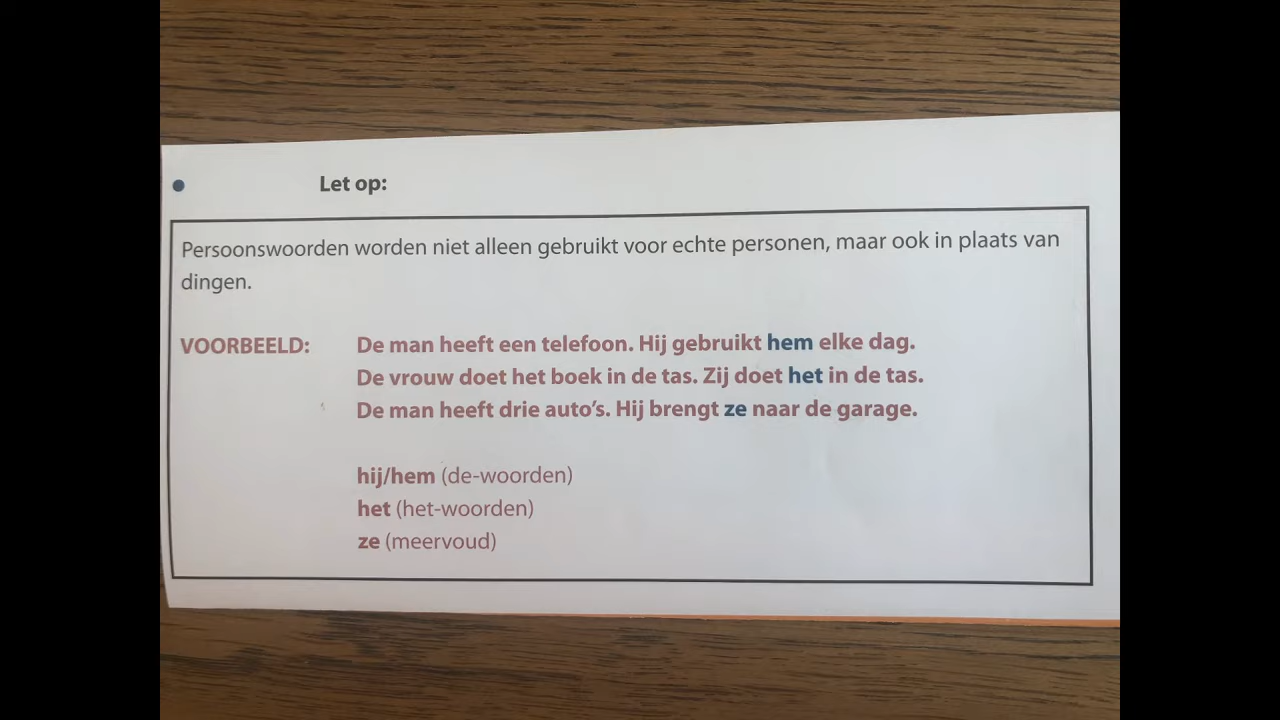 Let op:
Persoonswoorden worden niet alleen gebruikt voor echte personen, maar ook in plaats van
dingen.
VOORBEELD: De man heeft een telefoon. Hij gebruikt hem elke dag.
De vrouw doet het boek in de tas. Zij doet het in de tas.
De man heeft drie auto’s. Hij brengt ze naar de garage.
hij/hem (de-woorden)
het (het-woorden)
ze (meervoud)